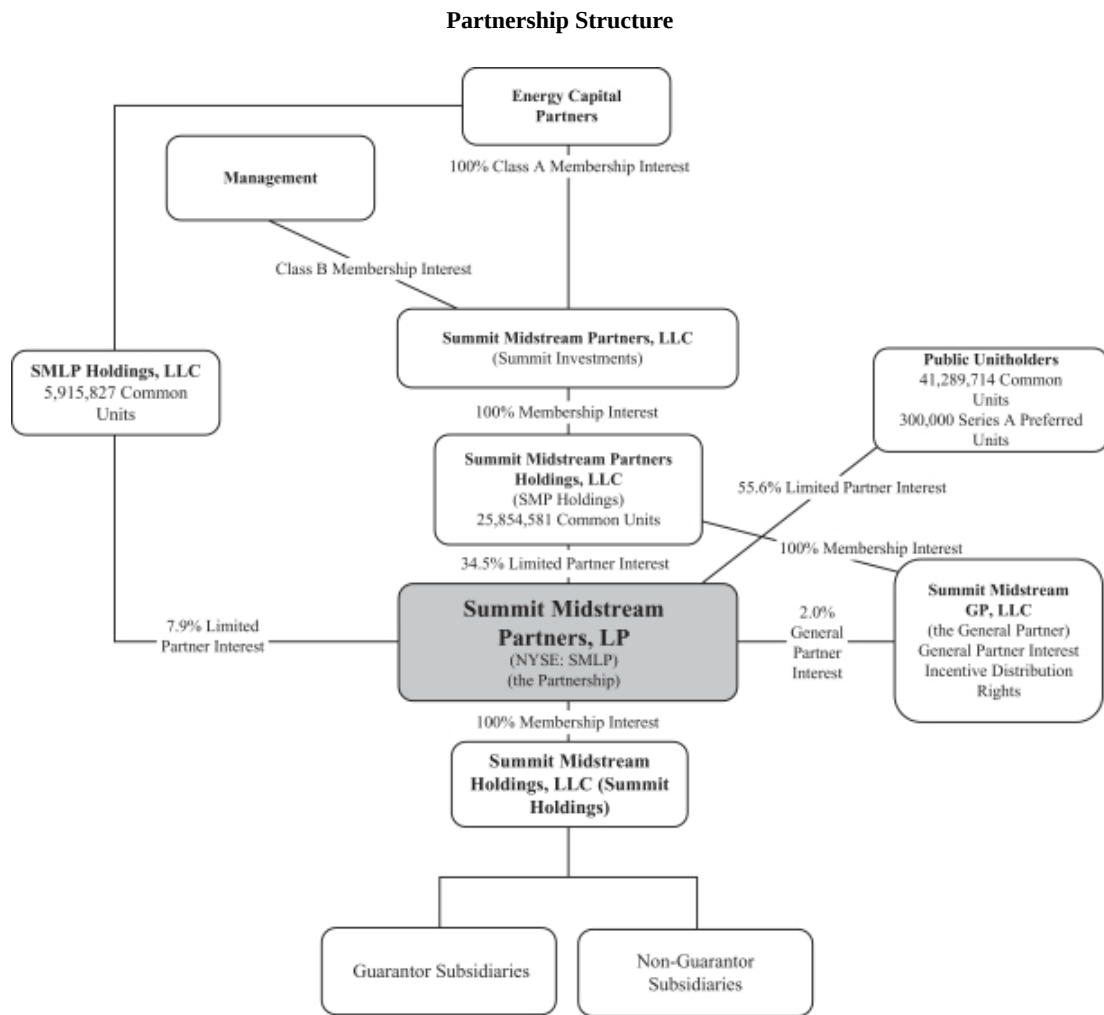 Partnership Structure
Energy Capital
Partners
100% Class A Membership Interest
Management
Class B Membership Interest
Summit Midstream Partners, LLC
(Summit Investments)
SMLP Holdings, LLC
5,915,827 Common
Units
Public Unitholders
41,289,714 Common
Units
300,000 Series A Preferred
Units
100% Membership Interest
Summit Midstream Partners
Holdings, LLC
(SMP Holdings)
25,854,581 Common Units
55.6% Limited Partner Interest
100% Membership Interest
34.5% Limited Partner Interest
Summit Midstream
Partners, LP
(NYSE: SMLP)
(the Partnership)
7.9% Limited
Partner Interest
2.0%
General
Partner
Interest
Summit Midstream
GP, LLC
(the General Partner)
General Partner Interest
Incentive Distribution
Rights
100% Membership Interest
Summit Midstream
Holdings, LLC (Summit
Holdings)
Guarantor Subsidiaries
Non-Guarantor
Subsidiaries